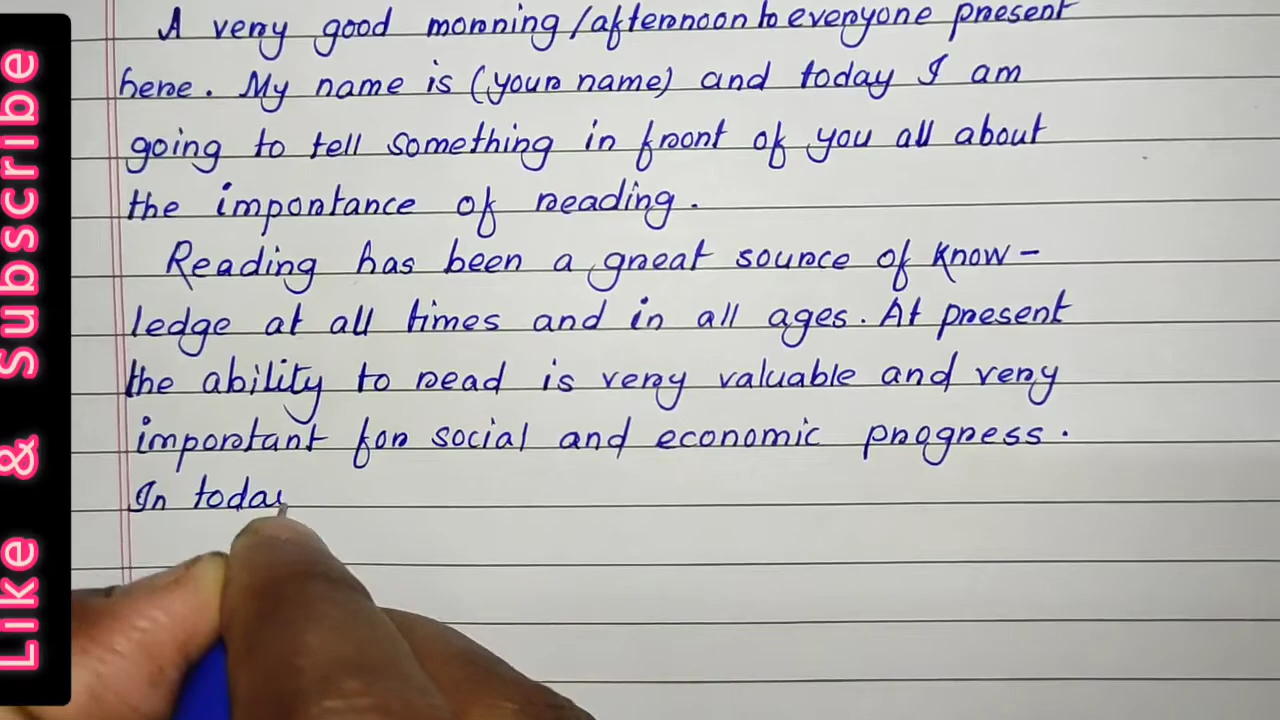 A very good morning/afternoon to everyone present
here. My name is (your name) and today I am
going to tell something in front of you all about
the importance of reading.
Reading has been a great source of know-
ledge at all times and in all ages. At present
the ability to read is very valuable and very
important for social and economic progress.
In today
Like & Subscribe